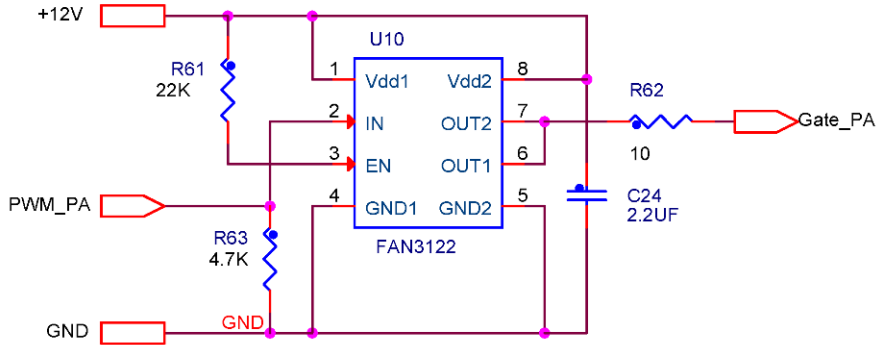 +12V
U10
R61
22K
1
Vdd1
Vdd2
8
R62
2
IN
OUT2
7
Gate_PA
3
EN
OUT1
6
10
PWM_PA
4
GND1
GND2
5
C24
2.2UF
R63
4.7K
FAN3122
GND
GND